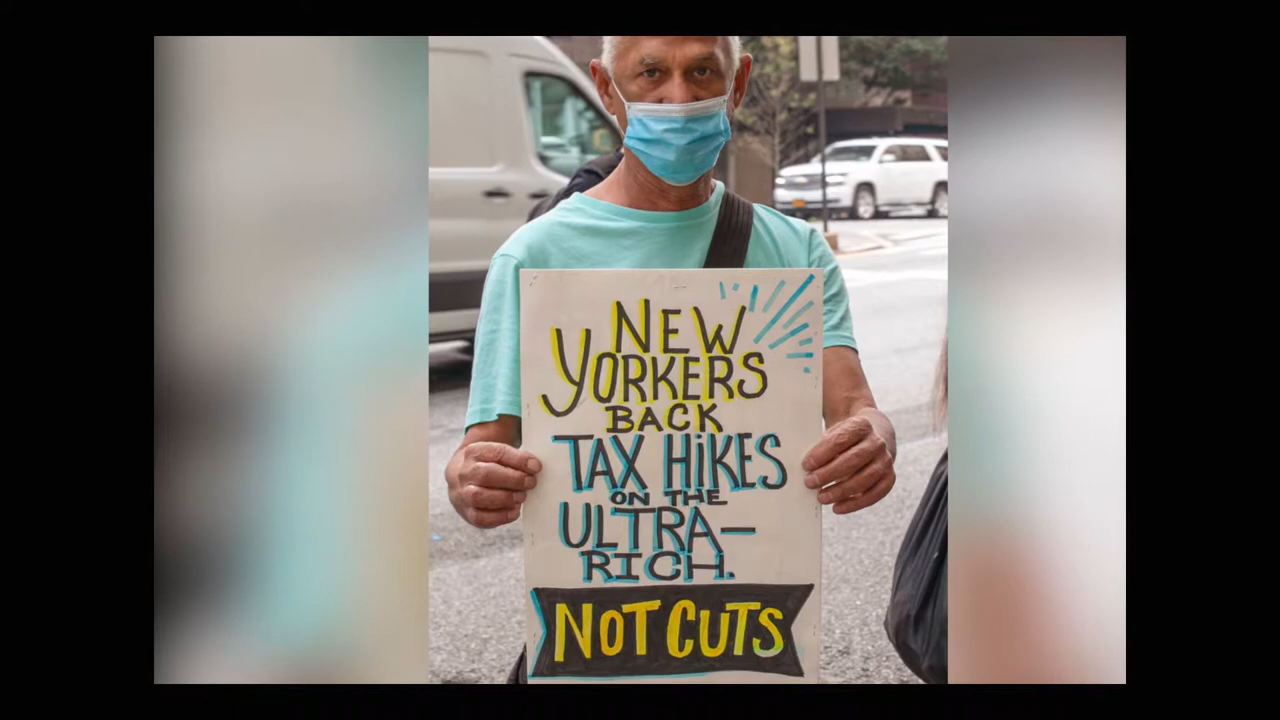 NEW
YORKERS
BACK
TAX HiKES
ON THE
ULTRA-
RICH.
NOT CUTS